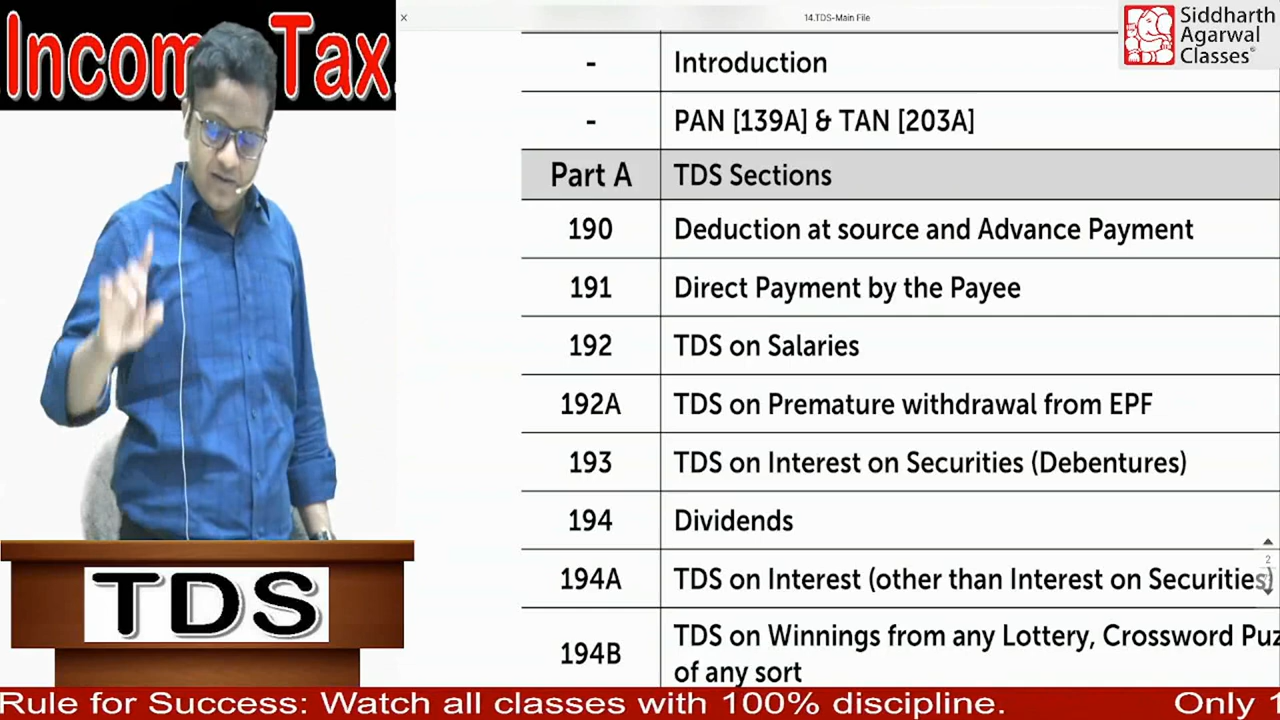 Income Tax.
×
14.TDS-Main File
Siddharth
Agarwal
Classes®
- Introduction
- PAN [139A] & TAN [203A]
Part A TDS Sections
190 Deduction at source and Advance Payment
191 Direct Payment by the Payee
192 TDS on Salaries
192A TDS on Premature withdrawal from EPF
193 TDS on Interest on Securities (Debentures)
194 Dividends
194A TDS on Interest (other than Interest on Securities)
2
194B TDS on Winnings from any Lottery, Crossword Puz
of any sort
TDS
Rule for Success: Watch all classes with 100% discipline. Only 1